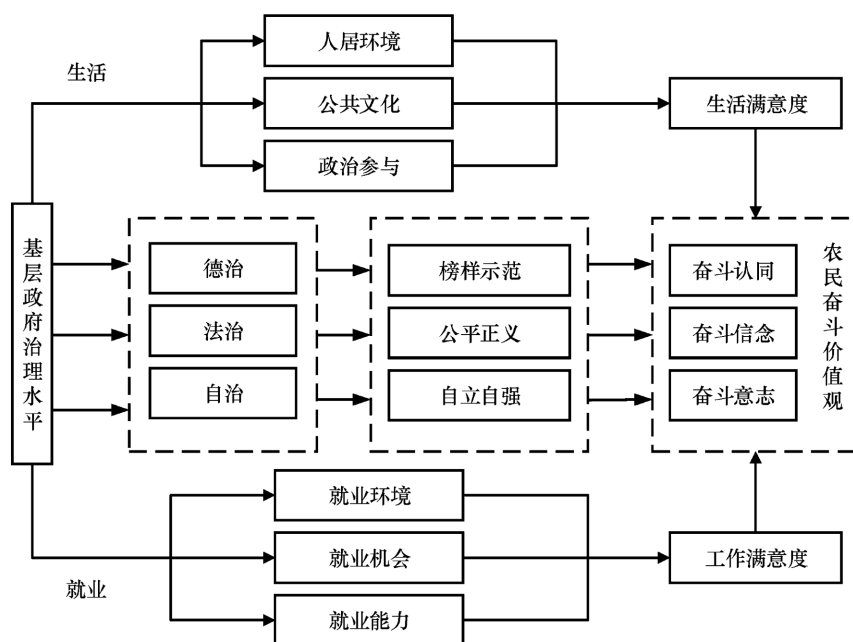 生活
人居环境
公共文化
政治参与
生活满意度
基层政府治理水平
德治
法治
自治
榜样示范
公平正义
自立自强
奋斗认同
奋斗信念
奋斗意志
农民奋斗价值观
就业
就业环境
就业机会
就业能力
工作满意度